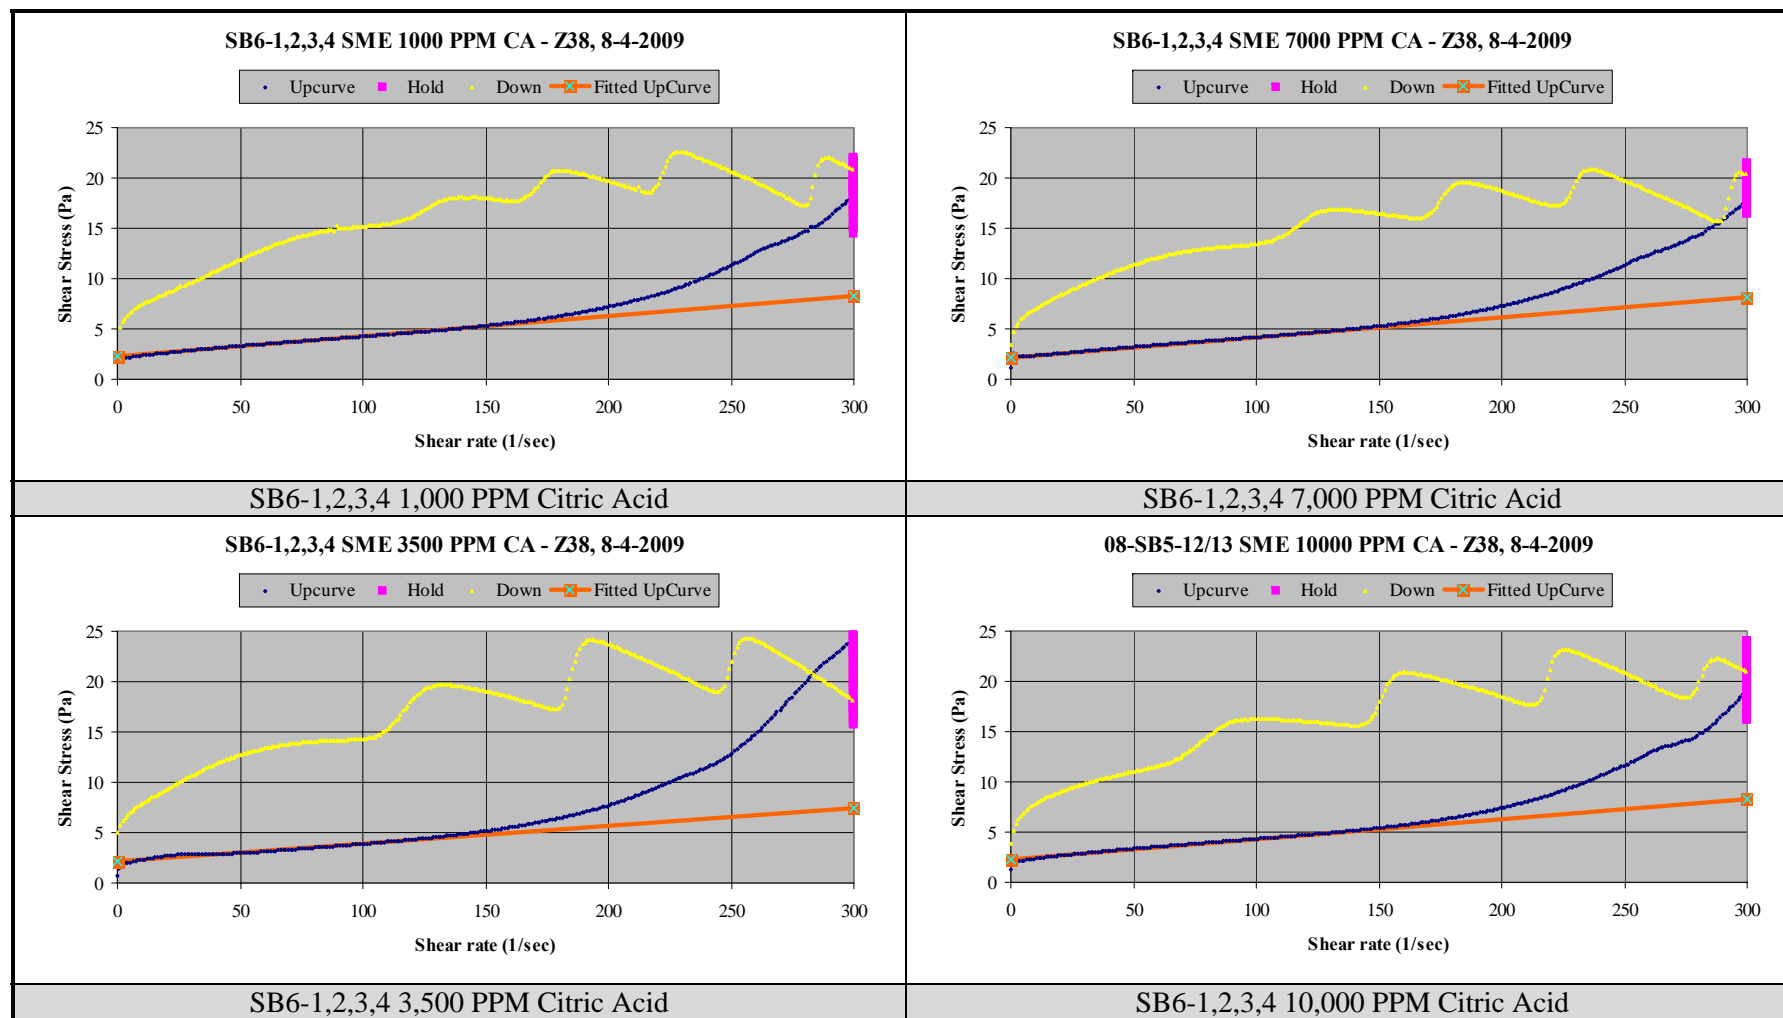 SB6-1,2,3,4 SME 1000 PPM CA - Z38, 8-4-2009
Upcurve Hold Down Fitted UpCurve
Shear Stress (Pa)
25
20
15
10
5
0
0 50 100 150 200 250 300
Shear rate (1/sec)
SB6-1,2,3,4 1,000 PPM Citric Acid
SB6-1,2,3,4 SME 7000 PPM CA - Z38, 8-4-2009
Upcurve Hold Down Fitted UpCurve
Shear Stress (Pa)
25
20
15
10
5
0
0 50 100 150 200 250 300
Shear rate (1/sec)
SB6-1,2,3,4 7,000 PPM Citric Acid
SB6-1,2,3,4 SME 3500 PPM CA - Z38, 8-4-2009
Upcurve Hold Down Fitted UpCurve
Shear Stress (Pa)
25
20
15
10
5
0
0 50 100 150 200 250 300
Shear rate (1/sec)
SB6-1,2,3,4 3,500 PPM Citric Acid
08-SB5-12/13 SME 10000 PPM CA - Z38, 8-4-2009
Upcurve Hold Down Fitted UpCurve
Shear Stress (Pa)
25
20
15
10
5
0
0 50 100 150 200 250 300
Shear rate (1/sec)
SB6-1,2,3,4 10,000 PPM Citric Acid